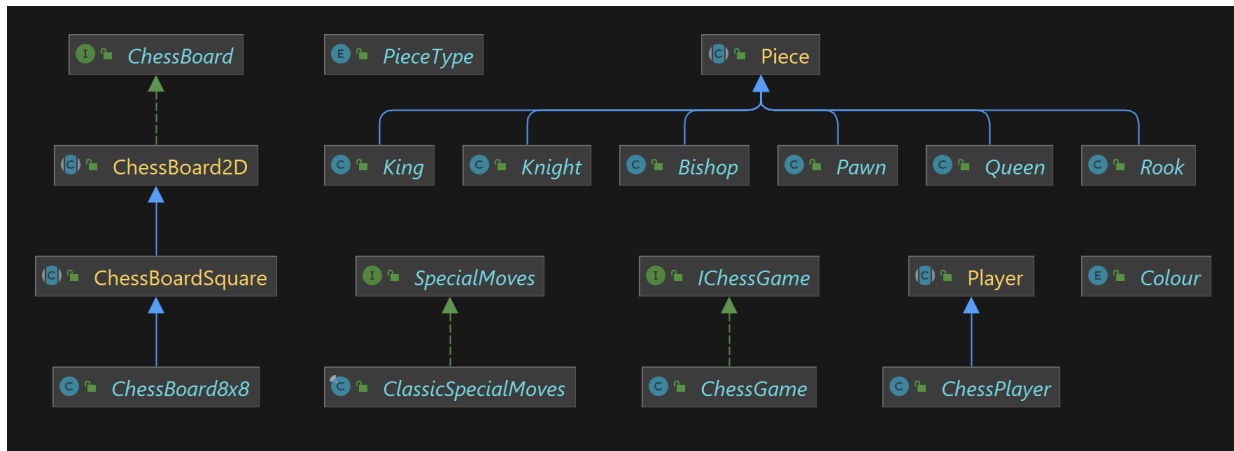 ChessBoard
PieceType
Piece
ChessBoard2D
King
Knight
Bishop
Pawn
Queen
Rook
ChessBoardSquare
SpecialMoves
IChessGame
Player
Colour
ChessBoard8x8
ClassicSpecialMoves
ChessGame
ChessPlayer